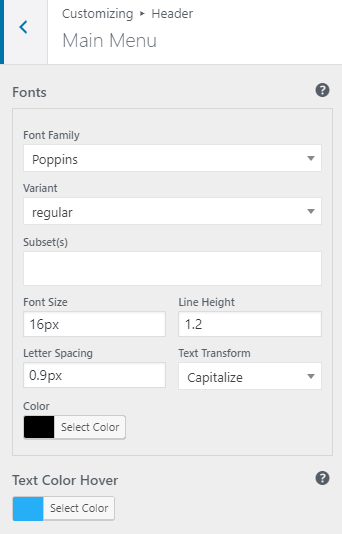 Customizing ▸ Header
Main Menu
Fonts
Font Family
Poppins
Variant
regular
Subset(s)
Font Size Line Height
16px 1.2
Letter Spacing Text Transform
0.9px Capitalize
Color
Select Color
Text Color Hover
Select Color